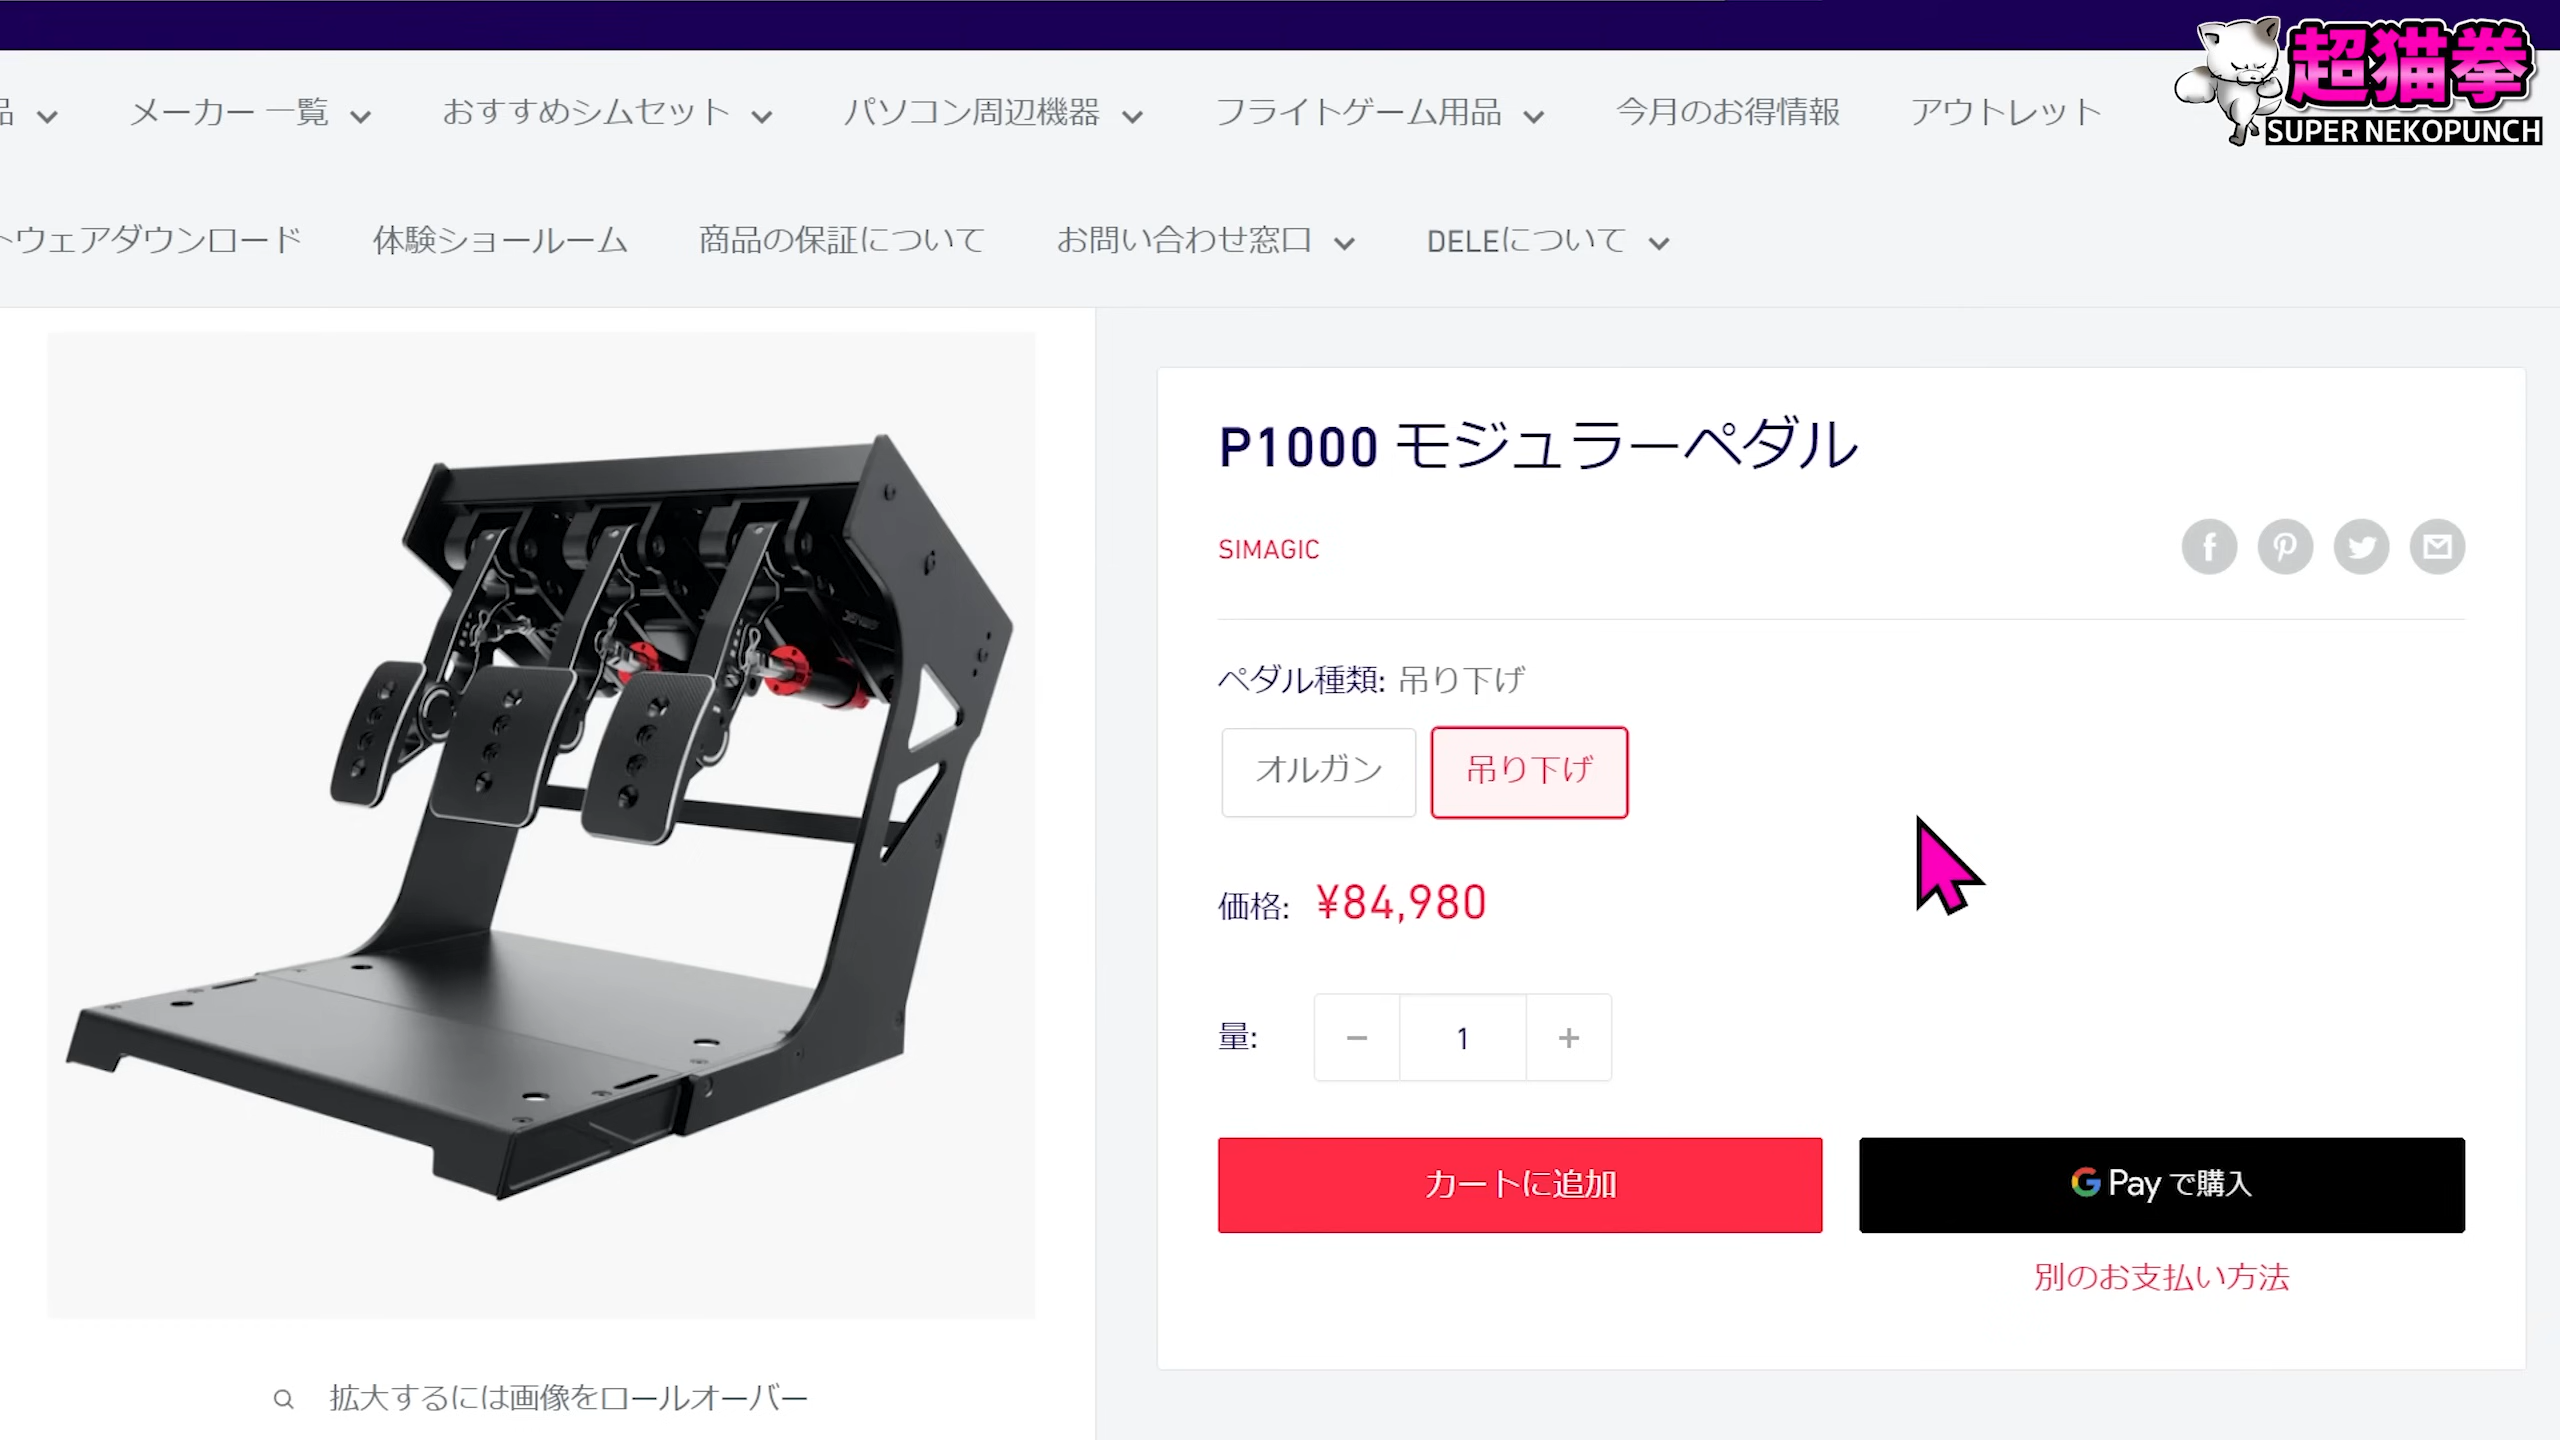 超猫拳
SUPER NEKOPUNCH
品
メーカー 一覧
おすすめシムセット
パソコン周辺機器
フライトゲーム用品
今月のお得情報
アウトレット
トウェアダウンロード
体験ショールーム
商品の保証について
お問い合わせ窓口
DELEについて
P1000 モジュラーペダル
SIMAGIC
ペダル種類: 吊り下げ
オルガン
吊り下げ
価格: ¥84,980
量:
− 1 +
カートに追加
G Pay で購入
別のお支払い方法
拡大するには画像をロールオーバー